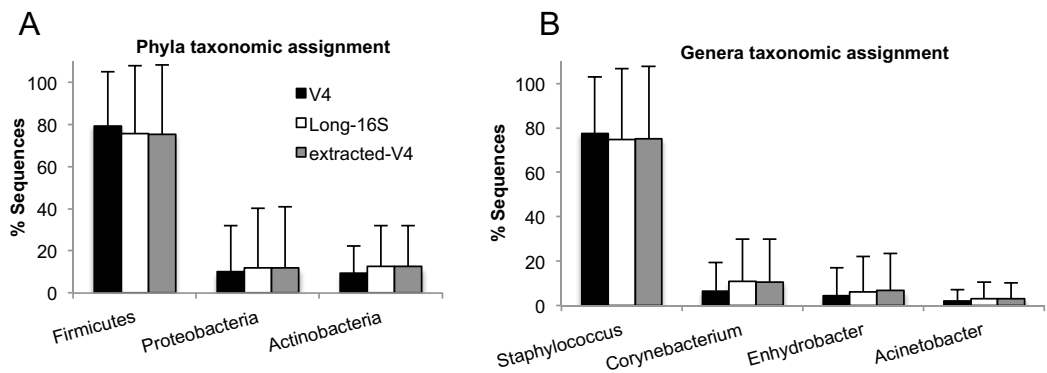 A
Phyla taxonomic assignment
% Sequences
100
80
60
40
20
0
V4
Long-16S
extracted-V4
Firmicutes
Proteobacteria
Actinobacteria
B
Genera taxonomic assignment
% Sequences
100
80
60
40
20
0
Staphylococcus
Corynebacterium
Enhydrobacter
Acinetobacter